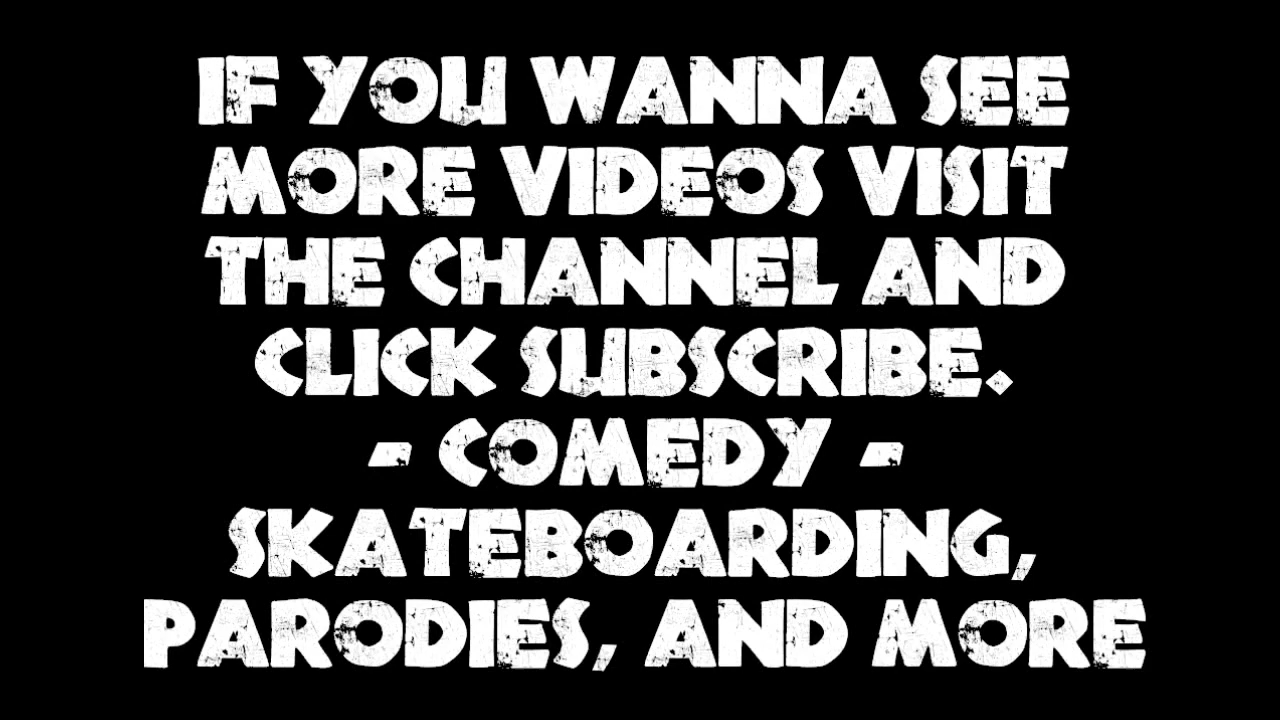 IF YOU WANNA SEE
MORE VIDEOS VISIT
THE CHANNEL AND
CLICK SUBSCRIBE.
- COMEDY -
SKATEBOARDING,
PARODIES, AND MORE